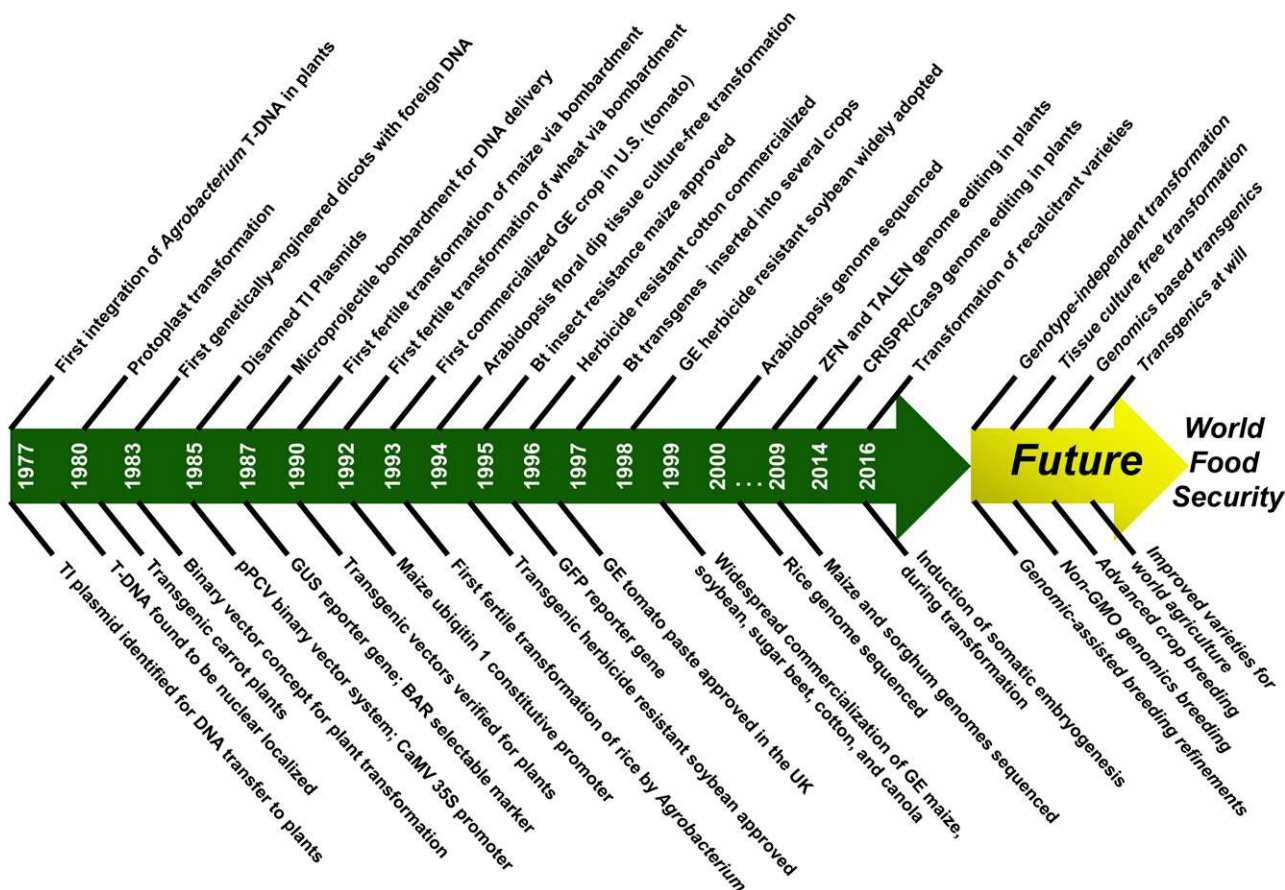 First integration of Agrobacterium T-DNA in plants
Protoplast transformation
First genetically-engineered dicots with foreign DNA
Disarmed TI Plasmids
Microprojectile bombardment for DNA delivery
First fertile transformation of maize via bombardment
First fertile transformation of wheat via bombardment
First commercialized GE crop in U.S. (tomato)
Arabidopsis floral dip tissue culture-free transformation
Bt insect resistance maize approved
Herbicide resistant cotton commercialized
Bt transgenes inserted into several crops
GE herbicide resistant soybean widely adopted
Arabidopsis genome sequenced
ZFN and TALEN genome editing in plants
CRISPR/Cas9 genome editing in plants
Transformation of recalcitrant varieties
Genotype-independent transformation
Tissue culture free transformation
Genomics based transgenics
Transgenics at will
1977
1980
1983
1985
1987
1990
1992
1993
1994
1995
1996
1997
1998
1999
2000
...
2009
2014
2016
Future
World
Food
Security
TI plasmid identified for DNA transfer to plants
T-DNA found to be nuclear localized
Transgenic carrot plants
Binary vector concept for plant transformation
pPCV binary vector system; CaMV 35S promoter
GUS reporter gene; BAR selectable marker
Transgenic vectors verified for plants
Maize ubiqitin 1 constitutive promoter
First fertile transformation of rice by Agrobacterium
Transgenic herbicide resistant soybean approved
GFP reporter gene
GE tomato paste approved in the UK
Widespread commercialization of GE maize,
soybean, sugar beet, cotton, and canola
Rice genome sequenced
Maize and sorghum genomes sequenced
Induction of somatic embryogenesis
during transformation
Genomic-assisted breeding refinements
Non-GMO genomics breeding
Advanced crop breeding
Improved varieties for
world agriculture